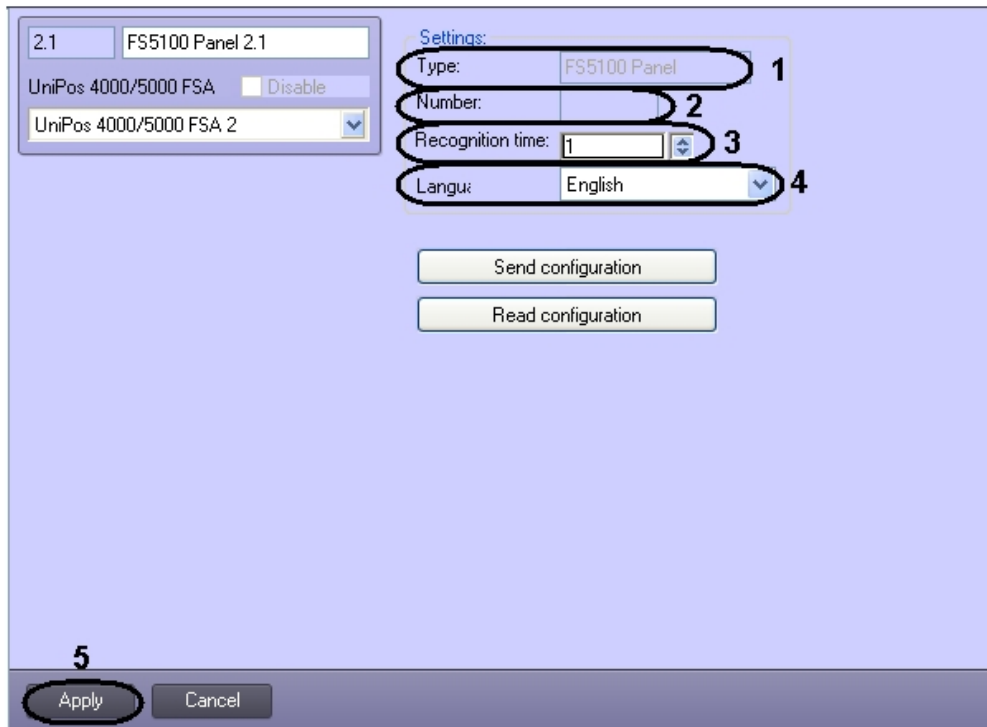 2.1 FS5100 Panel 2.1
UniPos 4000/5000 FSA Disable
UniPos 4000/5000 FSA 2
Settings:
Type: FS5100 Panel 1
Number: 2
Recognition time: 1 3
Langua English 4
Send configuration
Read configuration
5
Apply Cancel